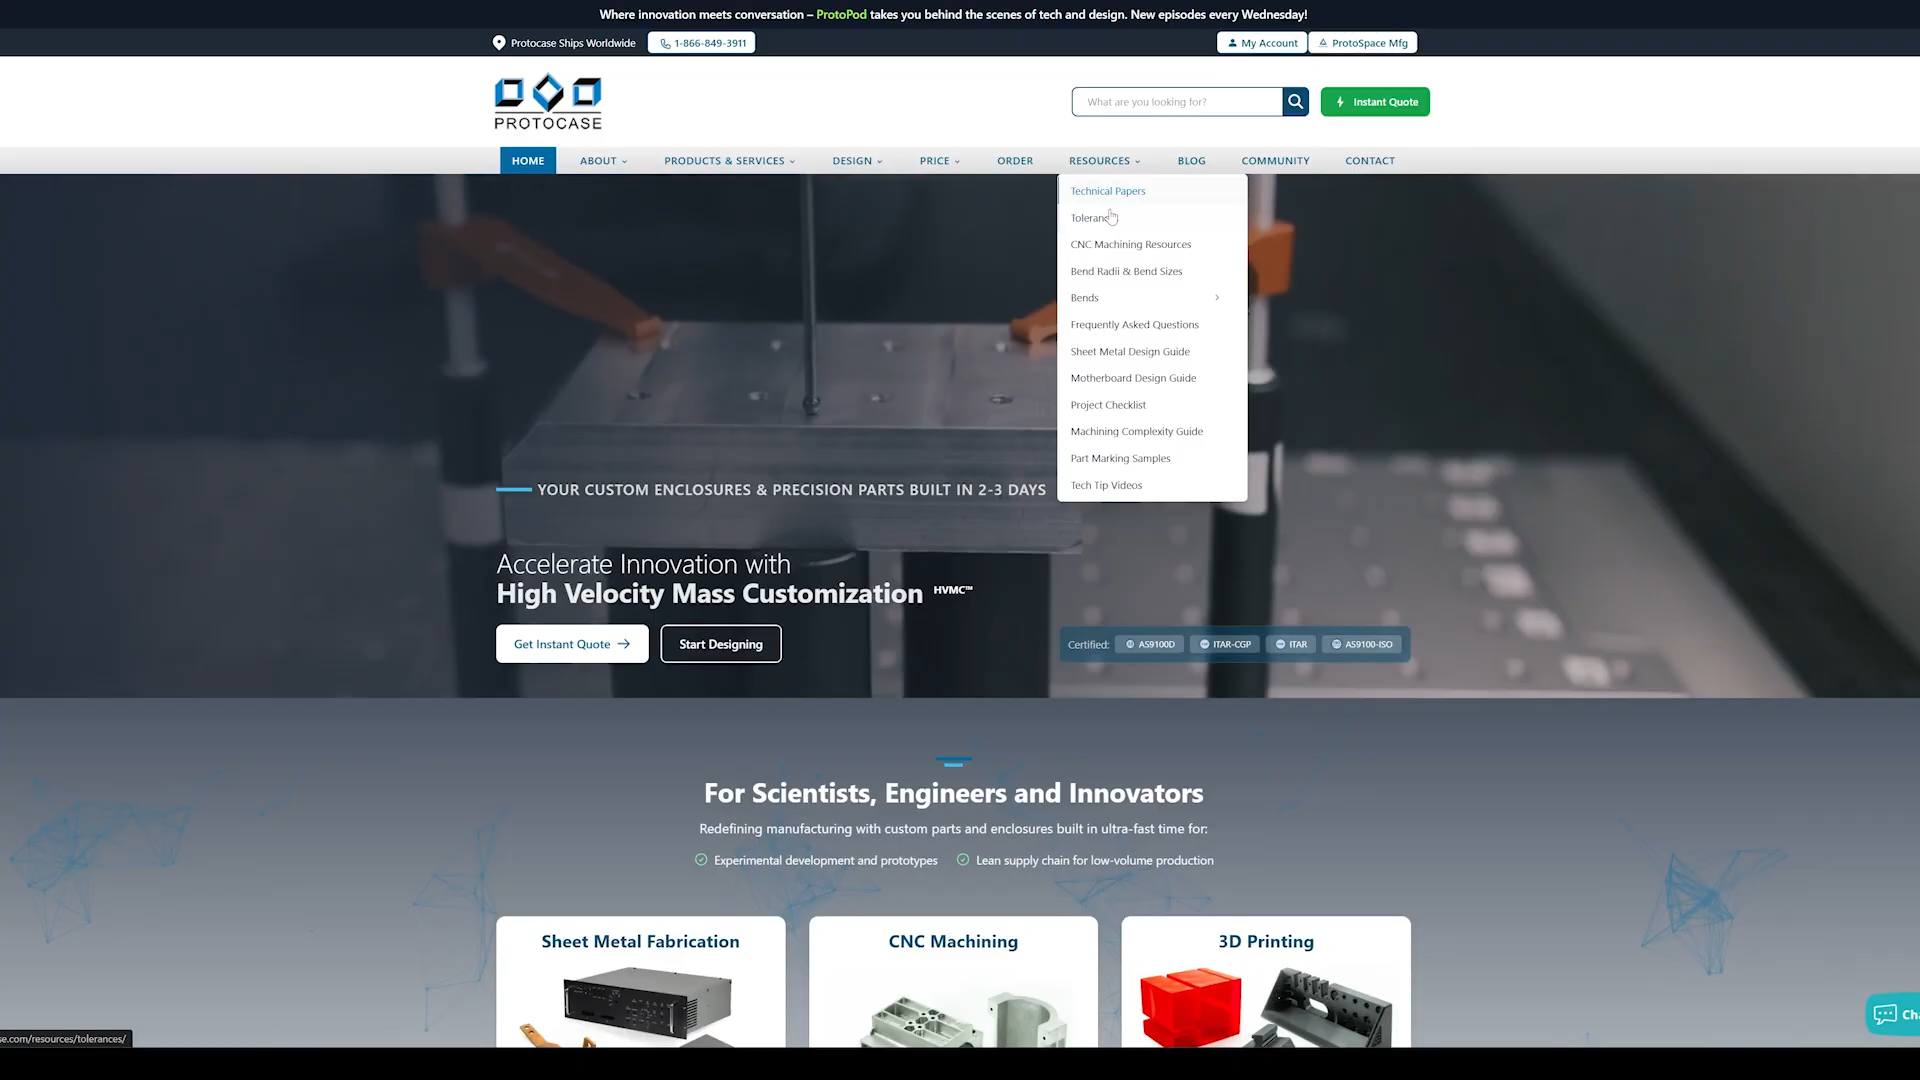 Where innovation meets conversation – ProtoPod takes you behind the scenes of tech and design. New episodes every Wednesday!
Protocase Ships Worldwide
1-866-849-3911
My Account
ProtoSpace Mfg
PROTOCASE
What are you looking for?
Instant Quote
HOME
ABOUT
PRODUCTS & SERVICES
DESIGN
PRICE
ORDER
RESOURCES
BLOG
COMMUNITY
CONTACT
Technical Papers
CNC Machining Resources
Bend Radii & Bend Sizes
Bends
Frequently Asked Questions
Sheet Metal Design Guide
Motherboard Design Guide
Project Checklist
Machining Complexity Guide
Part Marking Samples
Tech Tip Videos
YOUR CUSTOM ENCLOSURES & PRECISION PARTS BUILT IN 2-3 DAYS
Accelerate Innovation with
High Velocity Mass Customization HVMC™
Get Instant Quote
Start Designing
Certified: AS9100D ITAR-CGP ITAR AS9100-ISO
For Scientists, Engineers and Innovators
Redefining manufacturing with custom parts and enclosures built in ultra-fast time for:
Experimental development and prototypes
Lean supply chain for low-volume production
Sheet Metal Fabrication
CNC Machining
3D Printing
se.com/resources/tolerances/